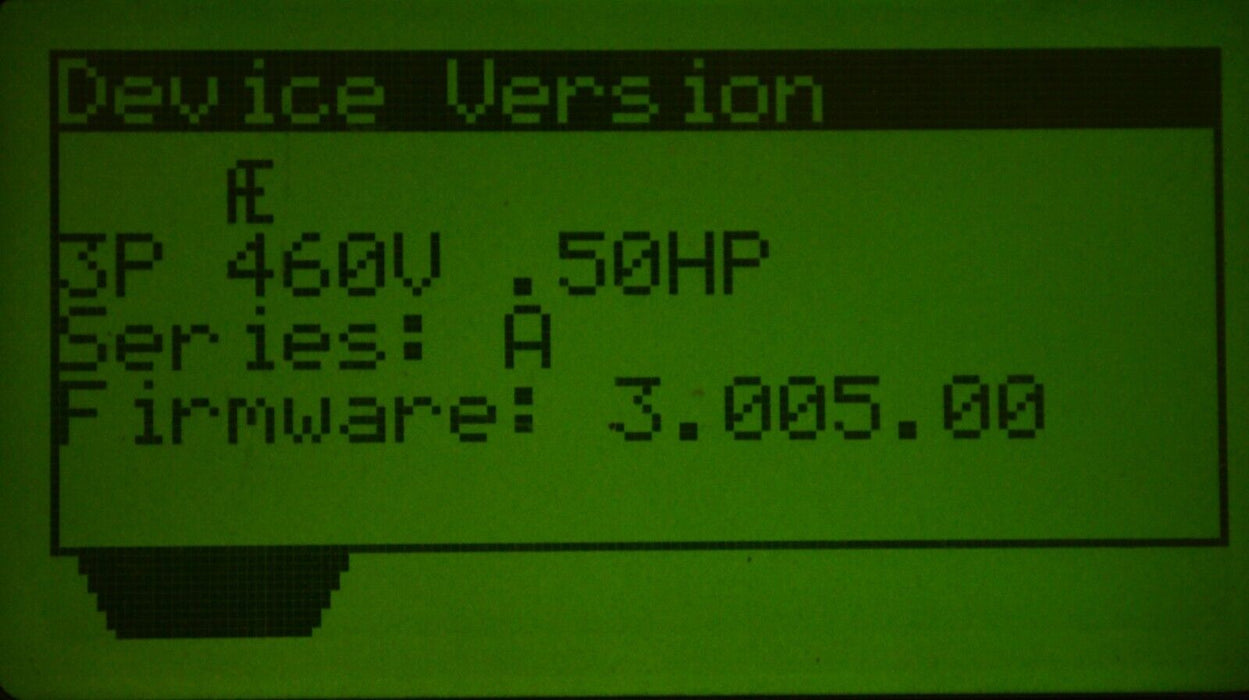 Device Version
Æ
3P 460V .50HP
Series: A
Firmware: 3.005.00